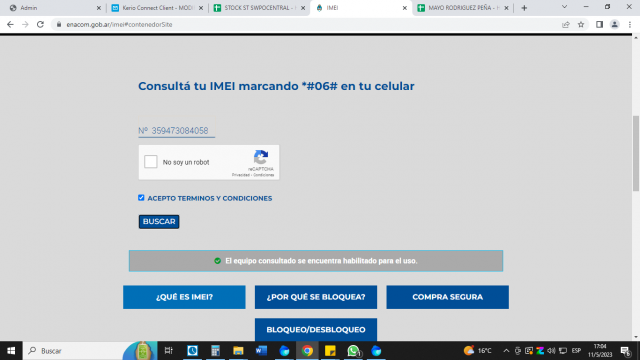 Admin
Kerio Connect Client - MODI
STOCK ST SWPOCENTRAL -
IMEI
MAYO RODRIGUEZ PEÑA -
enacom.gob.ar/imei#contenedorSite
Consultá tu IMEI marcando *#06# en tu celular
Nº 359473084058
No soy un robot
reCAPTCHA
Privacidad - Condiciones
ACEPTO TERMINOS Y CONDICIONES
BUSCAR
El equipo consultado se encuentra habilitado para el uso.
¿QUÉ ES IMEI?
¿POR QUÉ SE BLOQUEA?
COMPRA SEGURA
BLOQUEO/DESBLOQUEO
Buscar
16°C
ESP
17:04
11/5/2023